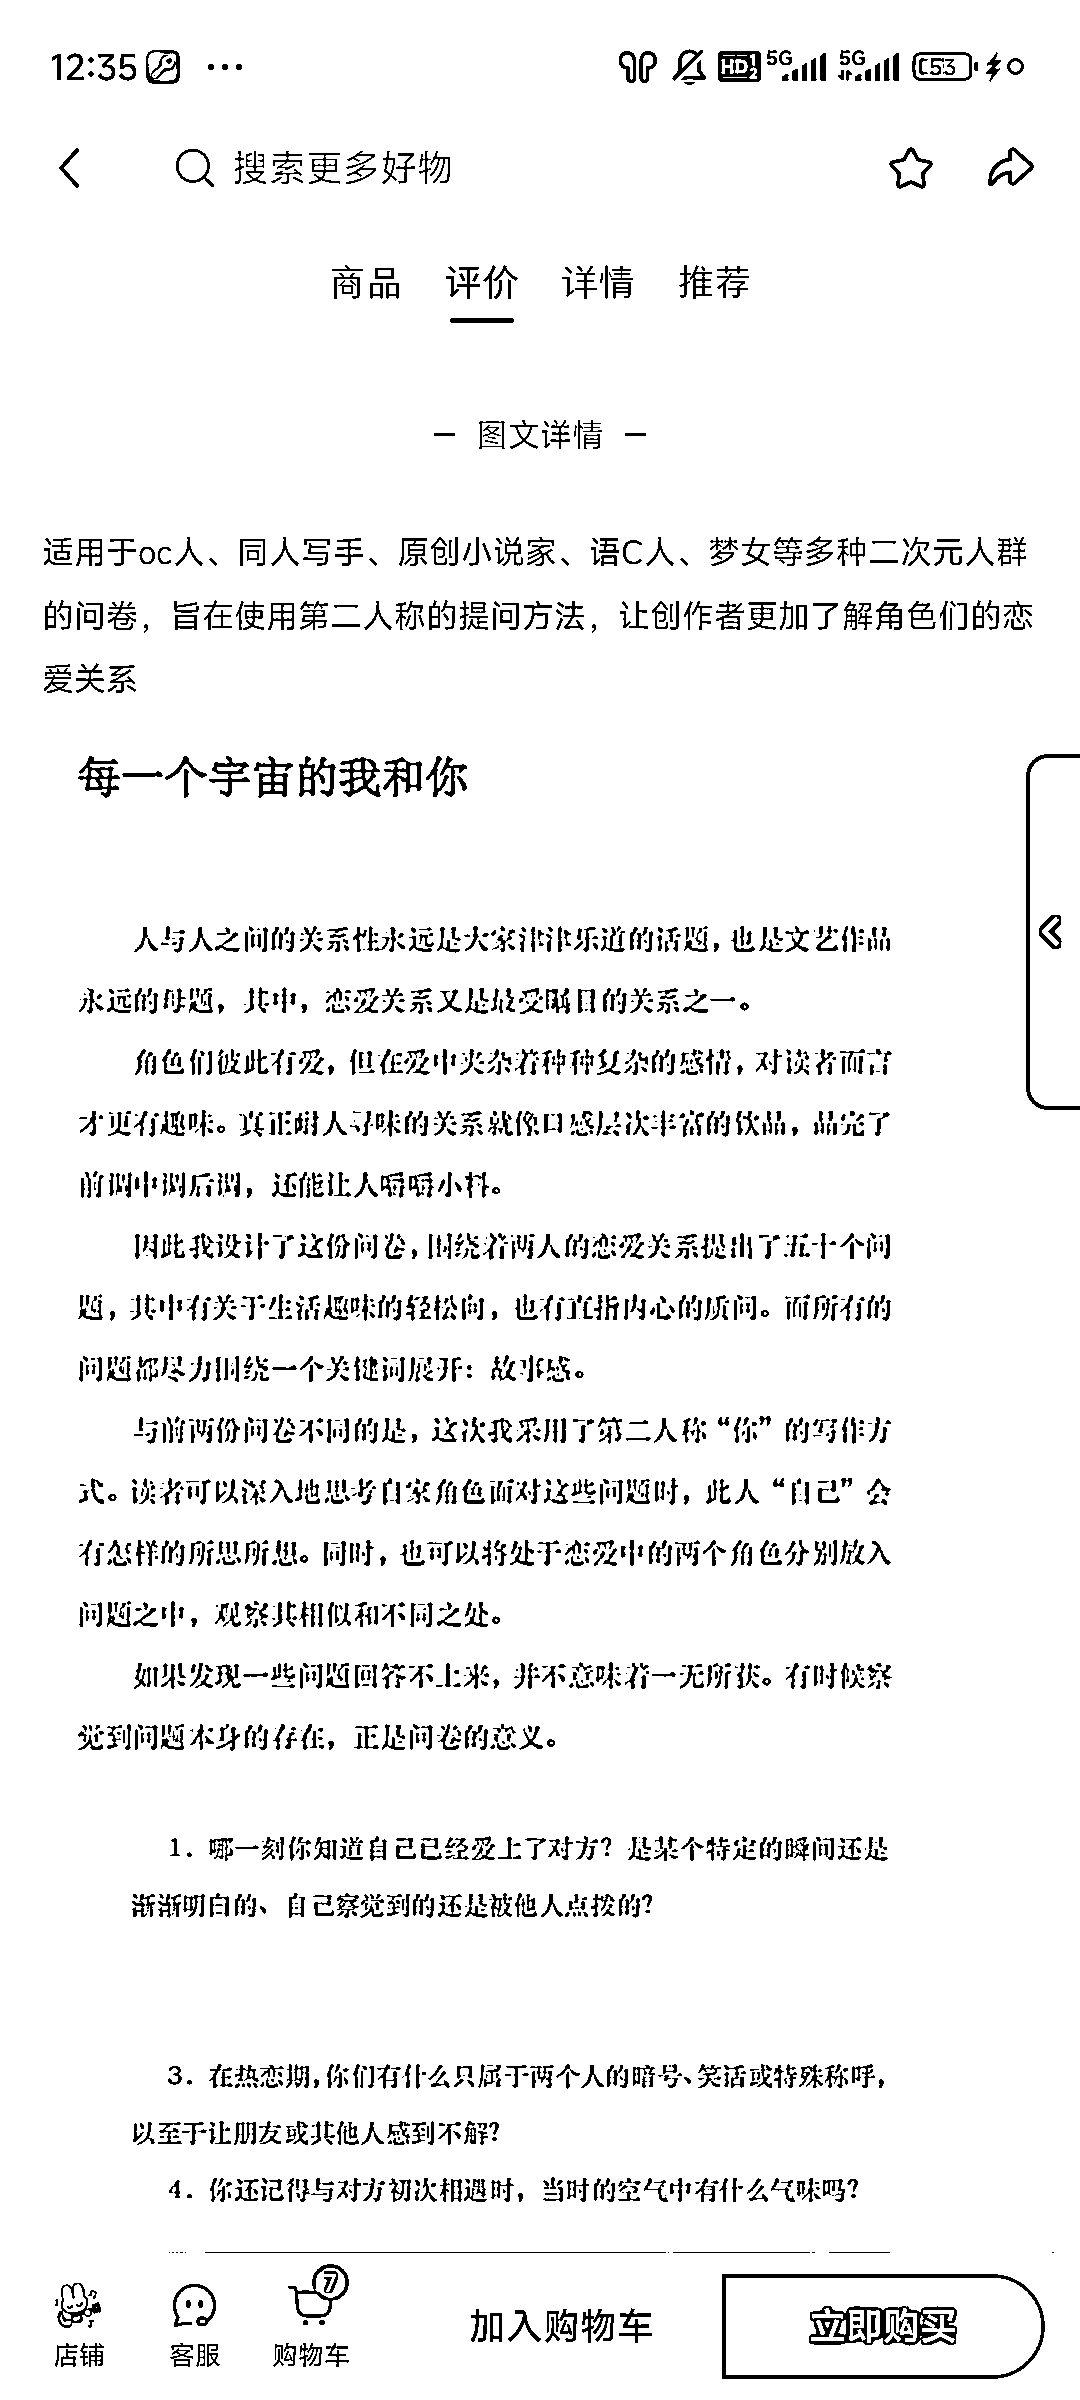 12:35
HD 5G 5G 53
搜索更多好物
商品 评价 详情 推荐
图文详情
适用于oc人、同人写手、原创小说家、语C人、梦女等多种二次元人群
的问卷，旨在使用第二人称的提问方法，让创作者更加了解角色们的恋
爱关系
每一个宇宙的我和你
人与人之间的关系性永远是大家津津乐道的话题，也是文艺作品
永远的母题，其中，恋爱关系又是最受瞩目的关系之一。
角色们彼此有爱，但在爱中夹杂着种种复杂的感情，对读者而言
才更有趣味。真正耐人寻味的关系就像口感层次丰富的饮品，品完了
前调中调后调，还能让人嚼嚼小料。
因此我设计了这份问卷，围绕着两人的恋爱关系提出了五十个问
题，其中有关于生活趣味的轻松向，也有直指内心的质问。而所有的
问题都尽力围绕一个关键词展开：故事感。
与前两份问卷不同的是，这次我采用了第二人称“你”的写作方
式。读者可以深入地思考自家角色面对这些问题时，此人“自己”会
有怎样的所思所想。同时，也可以将处于恋爱中的两个角色分别放入
问题之中，观察其相似和不同之处。
如果发现一些问题回答不上来，并不意味着一无所获。有时候察
觉到问题本身的存在，正是问卷的意义。
1. 哪一刻你知道自己已经爱上了对方？是某个特定的瞬间还是
渐渐明白的、自己察觉到的还是被他人点拨的？
3. 在热恋期，你们有什么只属于两个人的暗号、笑话或特殊称呼，
以至于让朋友或其他人感到不解？
4. 你还记得与对方初次相遇时，当时的空气中有什么气味吗？
7
店铺 客服 购物车 加入购物车 立即购买